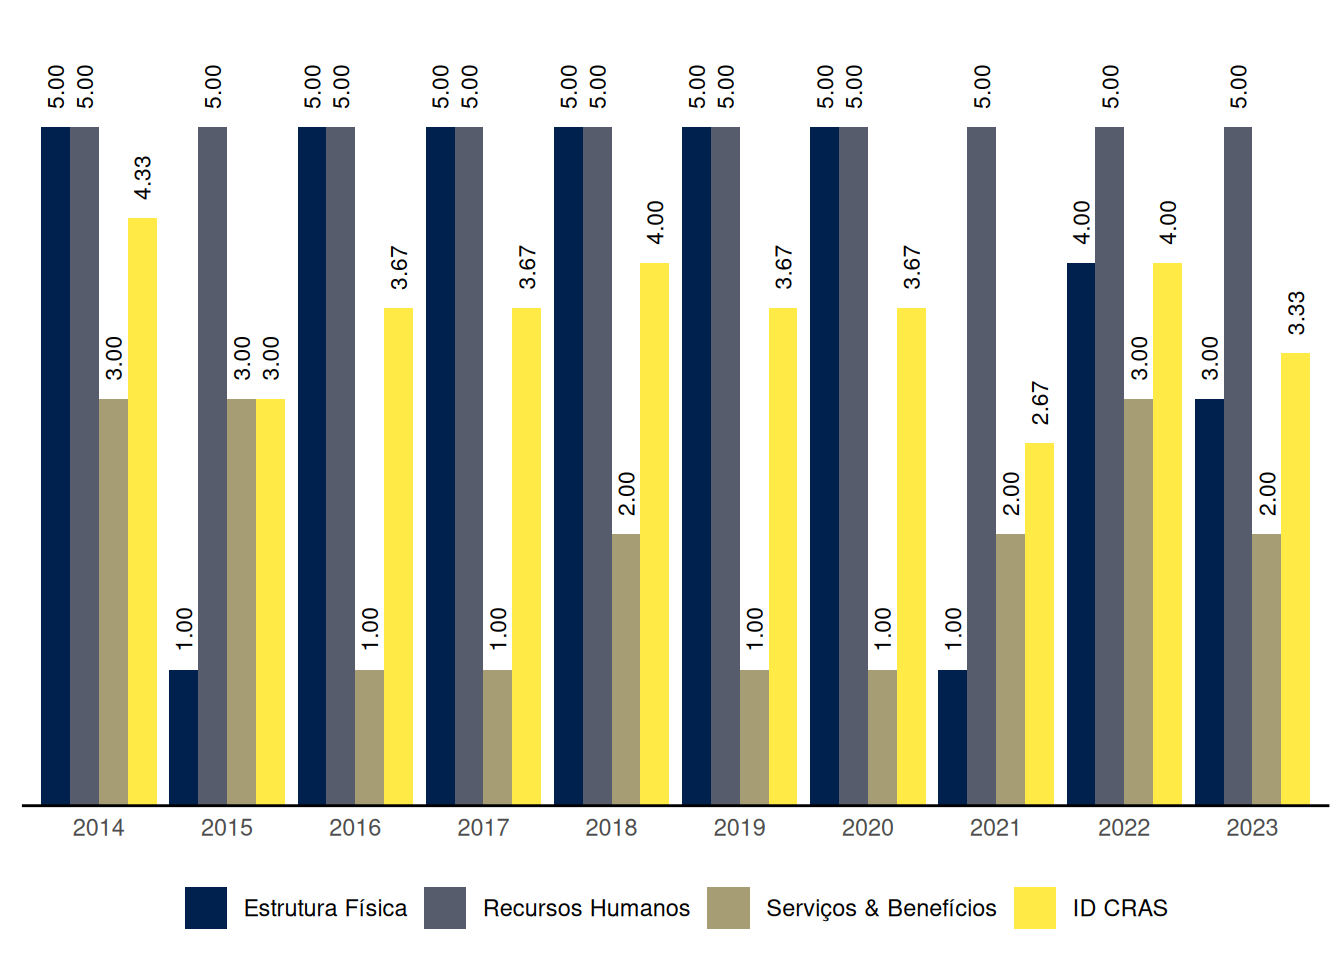 5.00 5.00 3.00 4.33
1.00 5.00 3.00 3.00
5.00 5.00 1.00 3.67
5.00 5.00 1.00 3.67
5.00 5.00 2.00 4.00
5.00 5.00 1.00 3.67
5.00 5.00 1.00 3.67
1.00 5.00 2.00 2.67
4.00 5.00 3.00 4.00
3.00 5.00 2.00 3.33
2014 2015 2016 2017 2018 2019 2020 2021 2022 2023
Estrutura Física Recursos Humanos Serviços & Benefícios ID CRAS